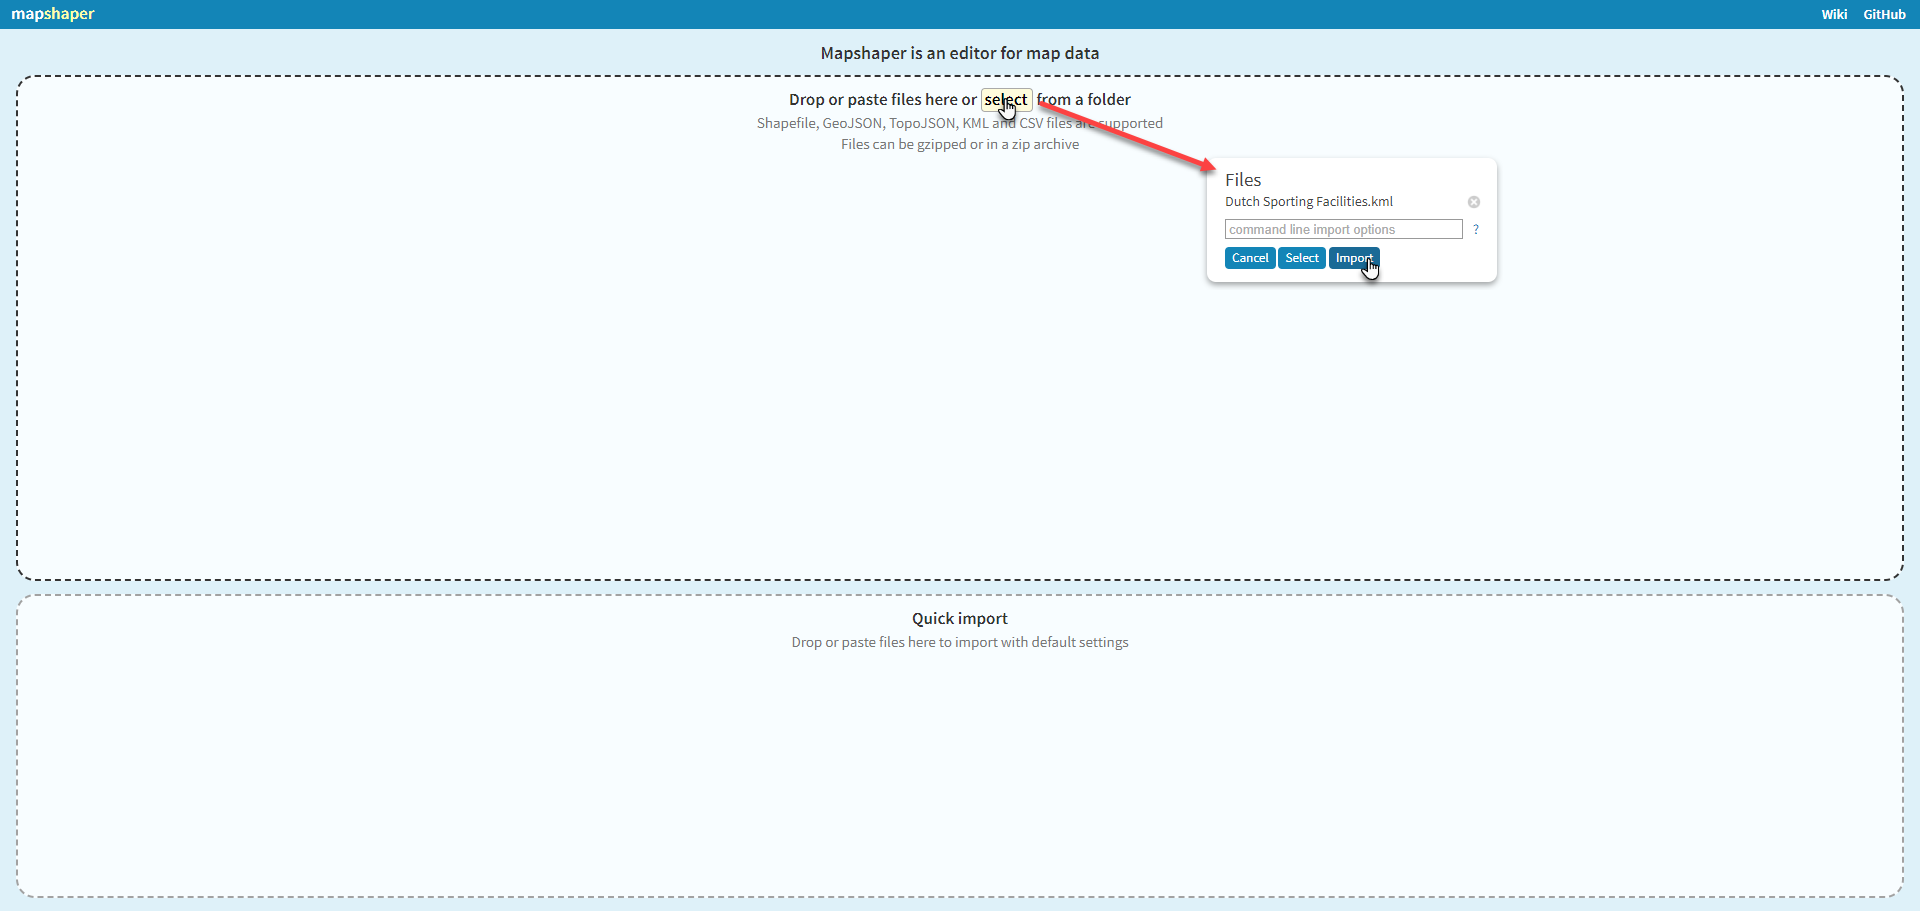 mapshaper
Wiki GitHub
Mapshaper is an editor for map data
Drop or paste files here or select from a folder
Shapefile, GeoJSON, TopoJSON, KML and CSV files are supported
Files can be gzipped or in a zip archive
Files
Dutch Sporting Facilities.kml
command line import options ?
Cancel Select Import
Quick import
Drop or paste files here to import with default settings